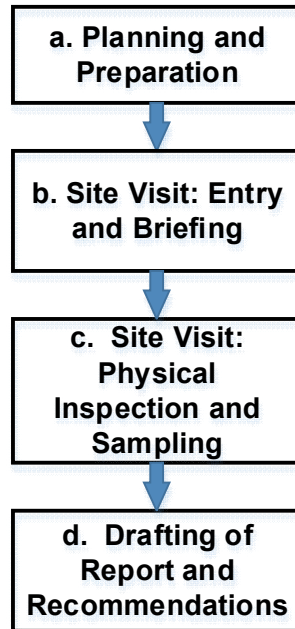 a. Planning and
Preparation
b. Site Visit: Entry
and Briefing
c. Site Visit:
Physical
Inspection and
Sampling
d. Drafting of
Report and
Recommendations